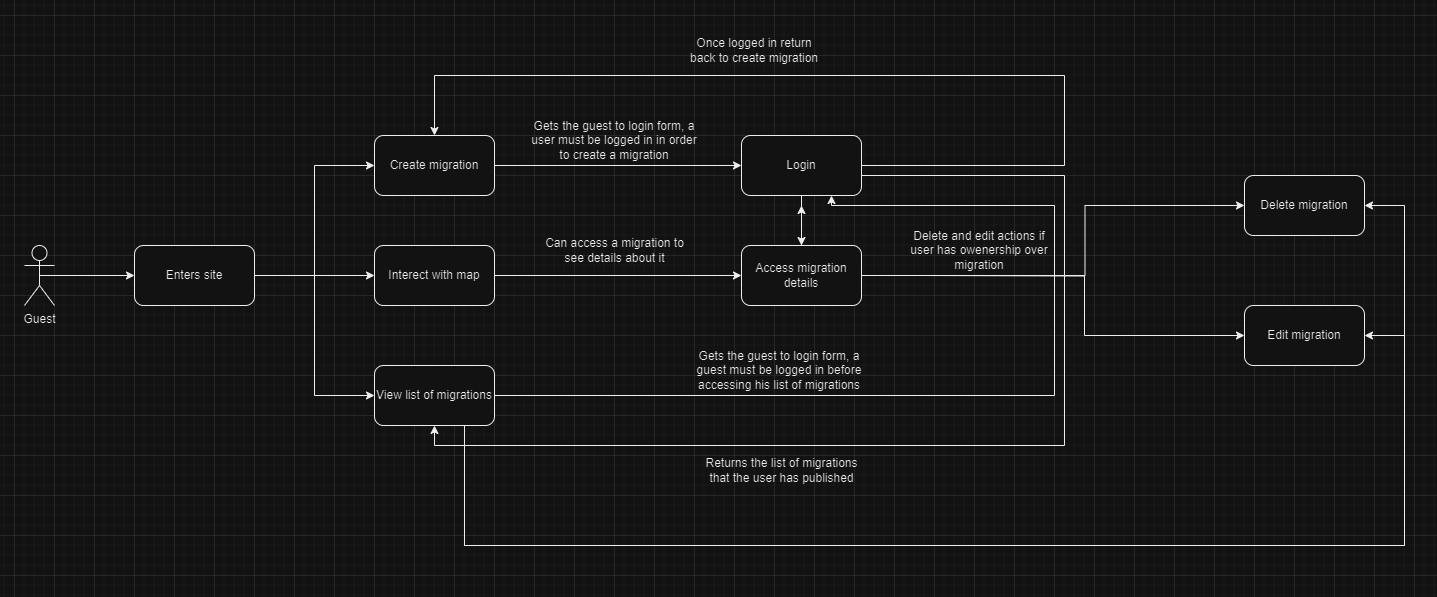 Once logged in return
back to create migration
Gets the guest to login form, a
user must be logged in in order
to create a migration
Create migration
Login
Delete migration
Can access a migration to
see details about it
Delete and edit actions if
user has owenership over
migration
Enters site
Interect with map
Access migration
details
Guest
Edit migration
Gets the guest to login form, a
guest must be logged in before
accessing his list of migrations
View list of migrations
Returns the list of migrations
that the user has published